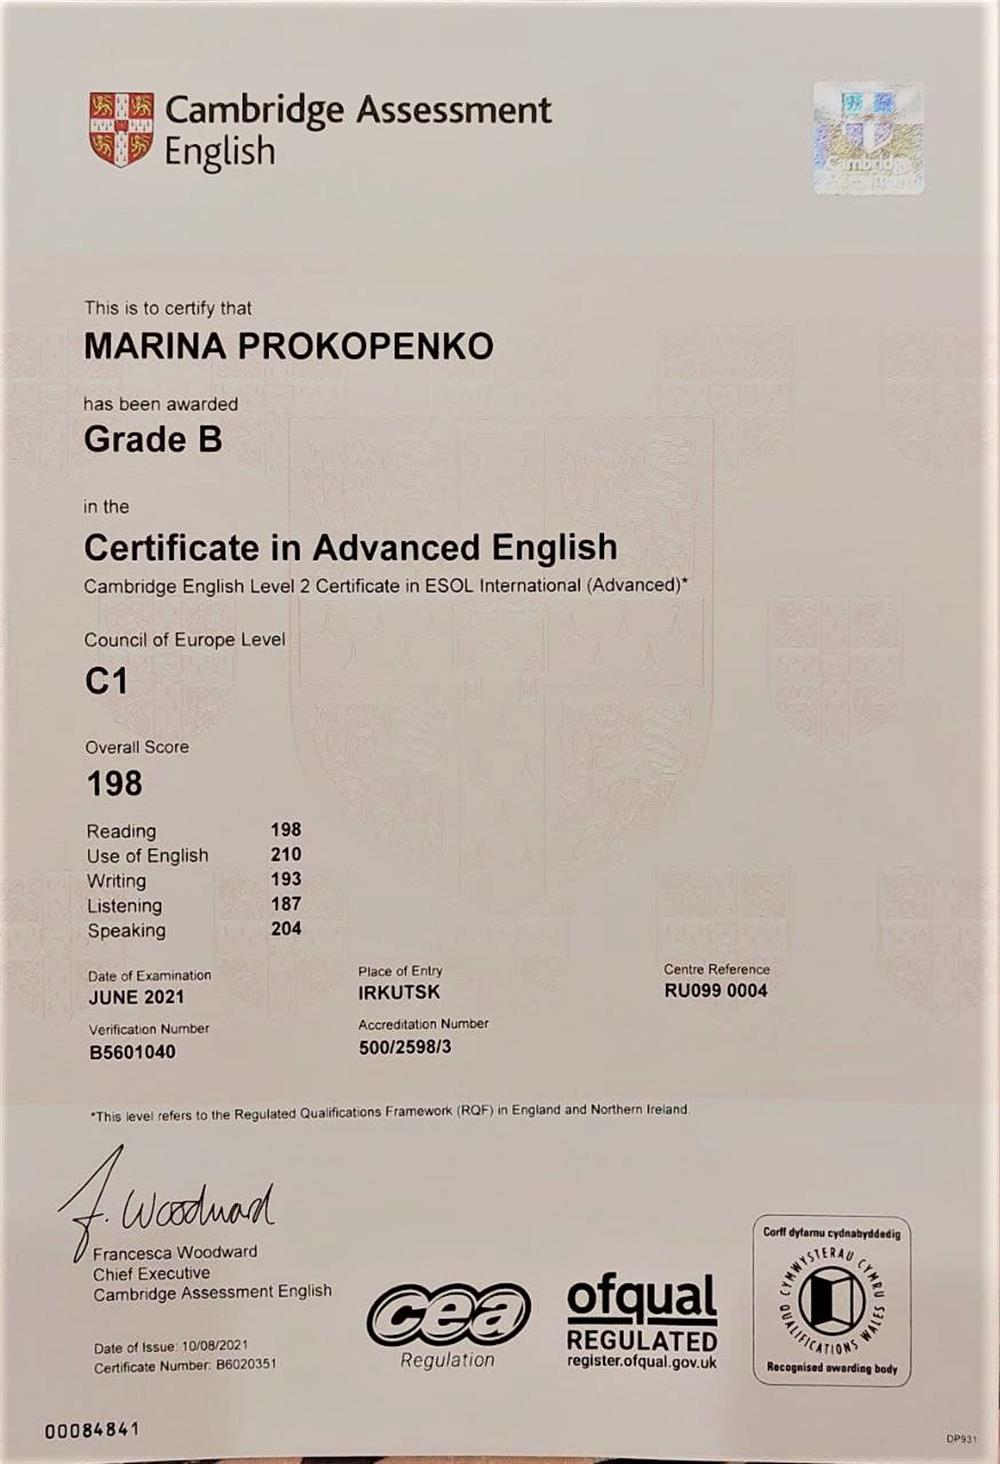 Cambridge Assessment
English
Cambridge
This is to certify that
MARINA PROKOPENKO
has been awarded
Grade B
in the
Certificate in Advanced English
Cambridge English Level 2 Certificate in ESOL International (Advanced)*
Council of Europe Level
C1
Overall Score
198
Reading 198
Use of English 210
Writing 193
Listening 187
Speaking 204
Date of Examination
JUNE 2021
Place of Entry
IRKUTSK
Centre Reference
RU099 0004
Verification Number
B5601040
Accreditation Number
500/2598/3
*This level refers to the Regulated Qualifications Framework (RQF) in England and Northern Ireland.
F. Woodward
Francesca Woodward
Chief Executive
Cambridge Assessment English
Date of Issue: 10/08/2021
Certificate Number: B6020351
cea
Regulation
ofqual
REGULATED
register.ofqual.gov.uk
Corff dyfarnu cydnabyddedig
CYMWYSTERAU CYMRU
QUALIFICATIONS WALES
Recognised awarding body
00084841
DP931